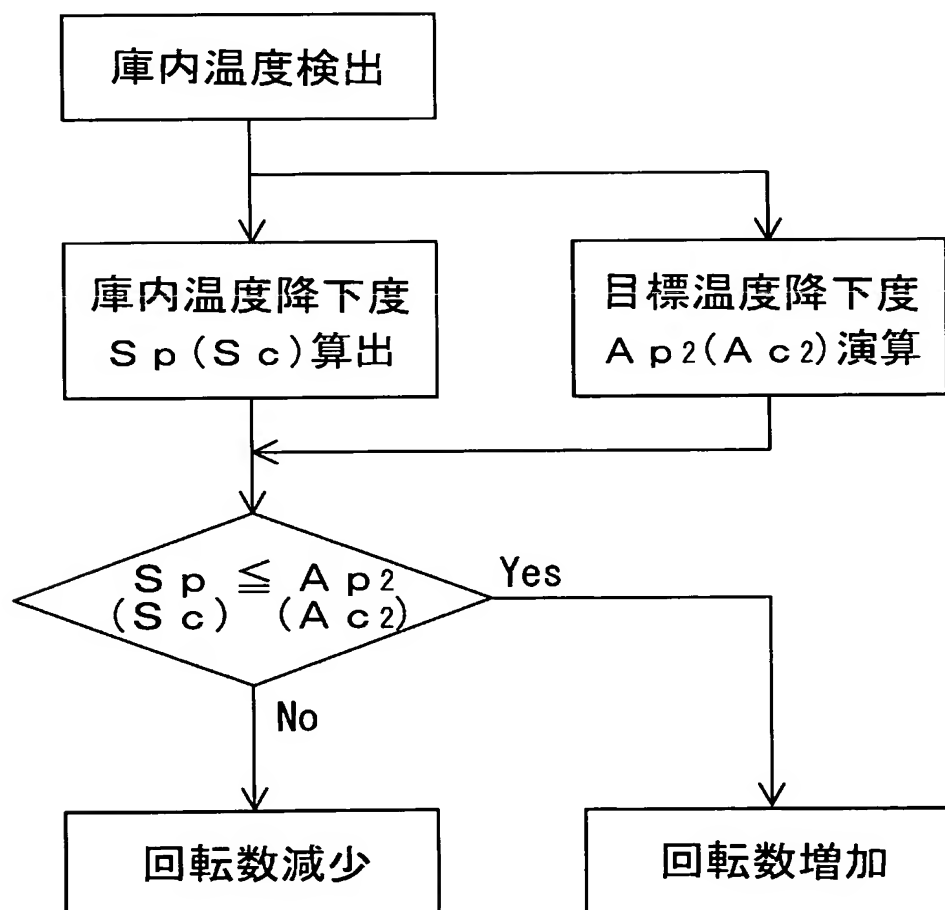 庫内温度検出
庫内温度降下度
Sp(Sc)算出
目標温度降下度
Ap2(Ac2)演算
Sp ≦ Ap2
(Sc) (Ac2)
Yes
No
回転数減少
回転数増加